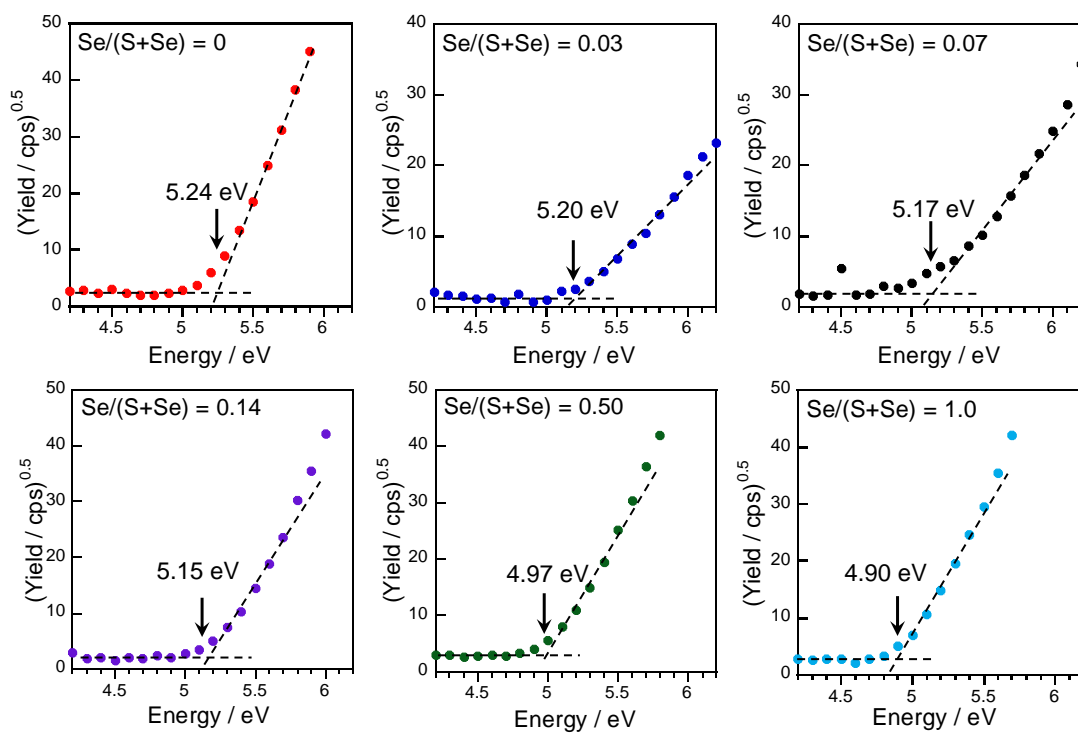 Se/(S+Se) = 0
5.24 eV
(Yield / cps)^0.5
50
40
30
20
10
0
4.5 5 5.5 6
Energy / eV
Se/(S+Se) = 0.03
5.20 eV
(Yield / cps)^0.5
40
30
20
10
0
4.5 5 5.5 6
Energy / eV
Se/(S+Se) = 0.07
5.17 eV
(Yield / cps)^0.5
40
30
20
10
0
4.5 5 5.5 6
Energy / eV
Se/(S+Se) = 0.14
5.15 eV
(Yield / cps)^0.5
50
40
30
20
10
0
4.5 5 5.5 6
Energy / eV
Se/(S+Se) = 0.50
4.97 eV
(Yield / cps)^0.5
50
40
30
20
10
0
4.5 5 5.5 6
Energy / eV
Se/(S+Se) = 1.0
4.90 eV
(Yield / cps)^0.5
50
40
30
20
10
0
4.5 5 5.5 6
Energy / eV